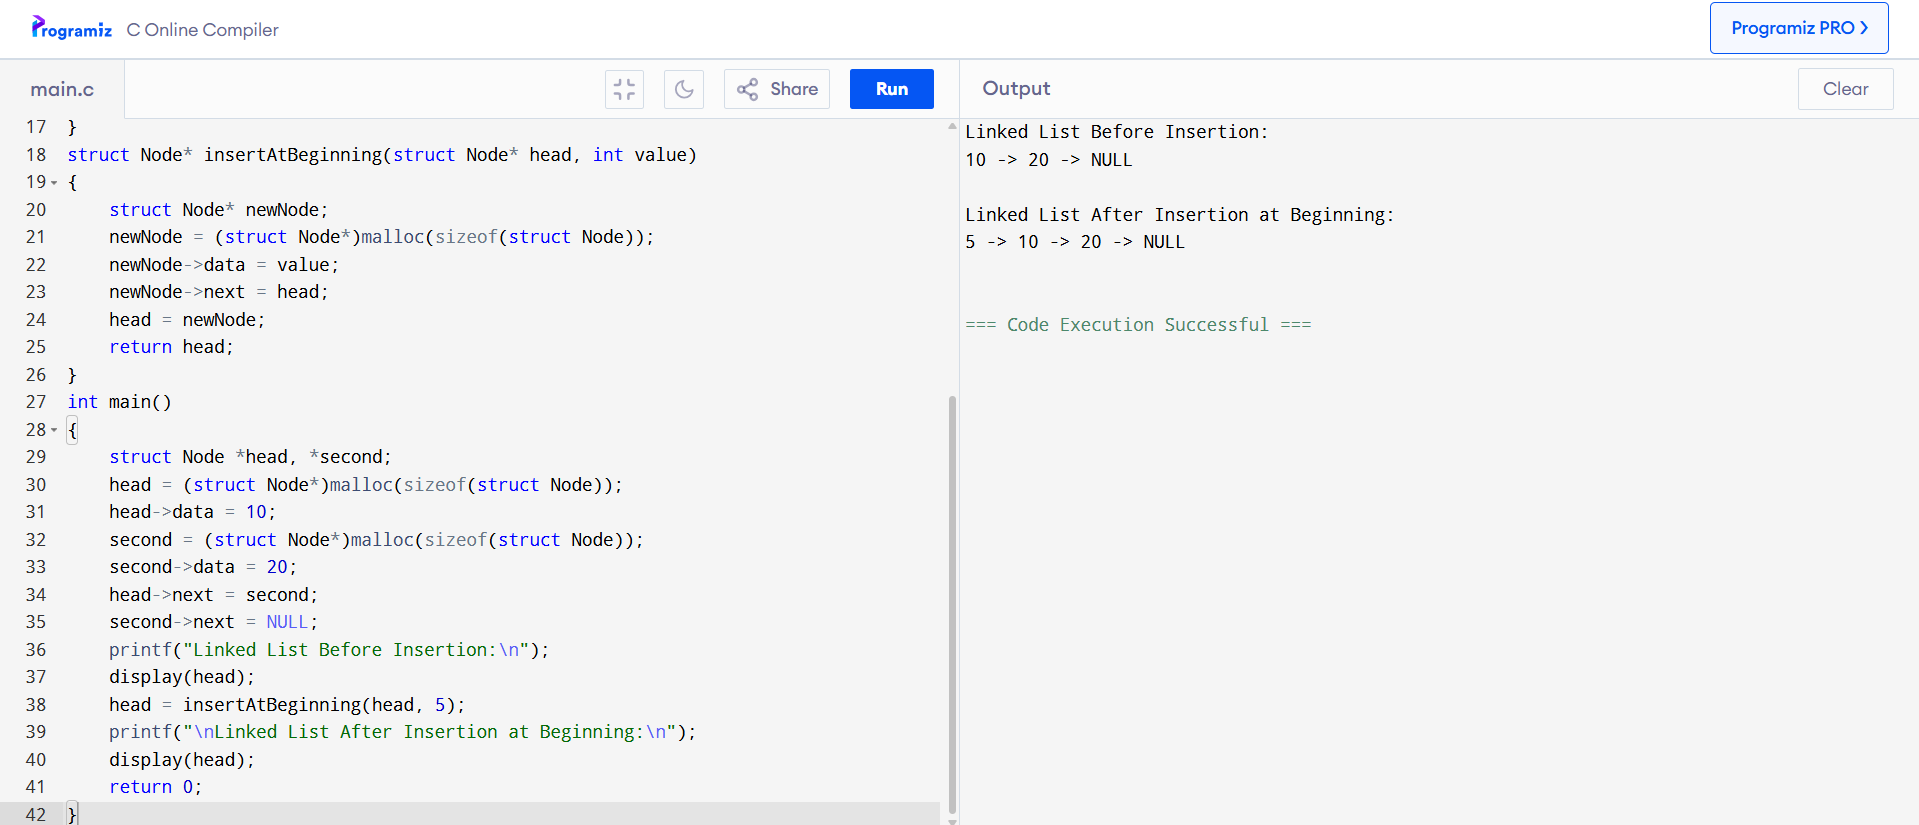 Programiz C Online Compiler
Programiz PRO
main.c
Share
Run
17 }
18 struct Node* insertAtBeginning(struct Node* head, int value)
19 {
20     struct Node* newNode;
21     newNode = (struct Node*)malloc(sizeof(struct Node));
22     newNode->data = value;
23     newNode->next = head;
24     head = newNode;
25     return head;
26 }
27 int main()
28 {
29     struct Node *head, *second;
30     head = (struct Node*)malloc(sizeof(struct Node));
31     head->data = 10;
32     second = (struct Node*)malloc(sizeof(struct Node));
33     second->data = 20;
34     head->next = second;
35     second->next = NULL;
36     printf("Linked List Before Insertion:\n");
37     display(head);
38     head = insertAtBeginning(head, 5);
39     printf("\nLinked List After Insertion at Beginning:\n");
40     display(head);
41     return 0;
42 }
Output
Clear
Linked List Before Insertion:
10 -> 20 -> NULL
Linked List After Insertion at Beginning:
5 -> 10 -> 20 -> NULL
=== Code Execution Successful ===